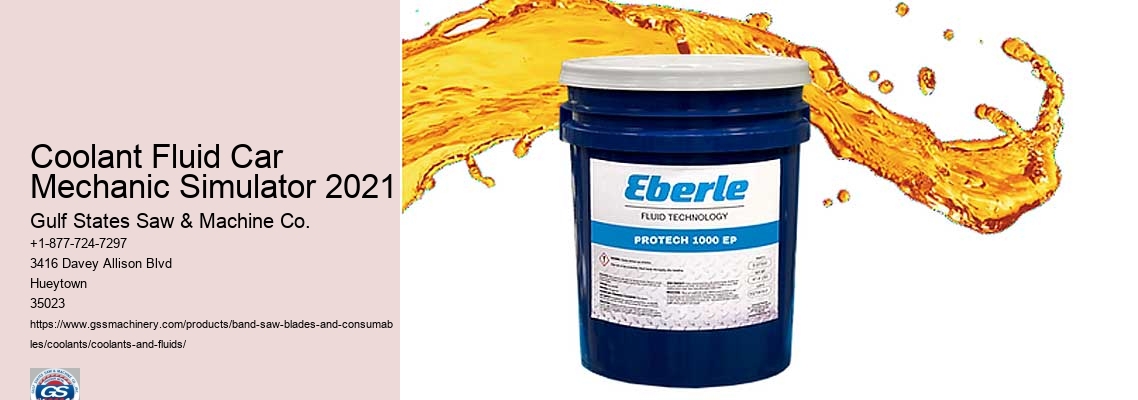 Coolant Fluid Car
Mechanic Simulator 2021
Gulf States Saw & Machine Co.
+1-877-724-7297
3416 Davey Allison Blvd
Hueytown
35023
https://www.gssmachinery.com/products/band-saw-blades-and-consumab
les/coolants/coolants-and-fluids/
GS
Eberle
FLUID TECHNOLOGY
PROTECH 1000 EP